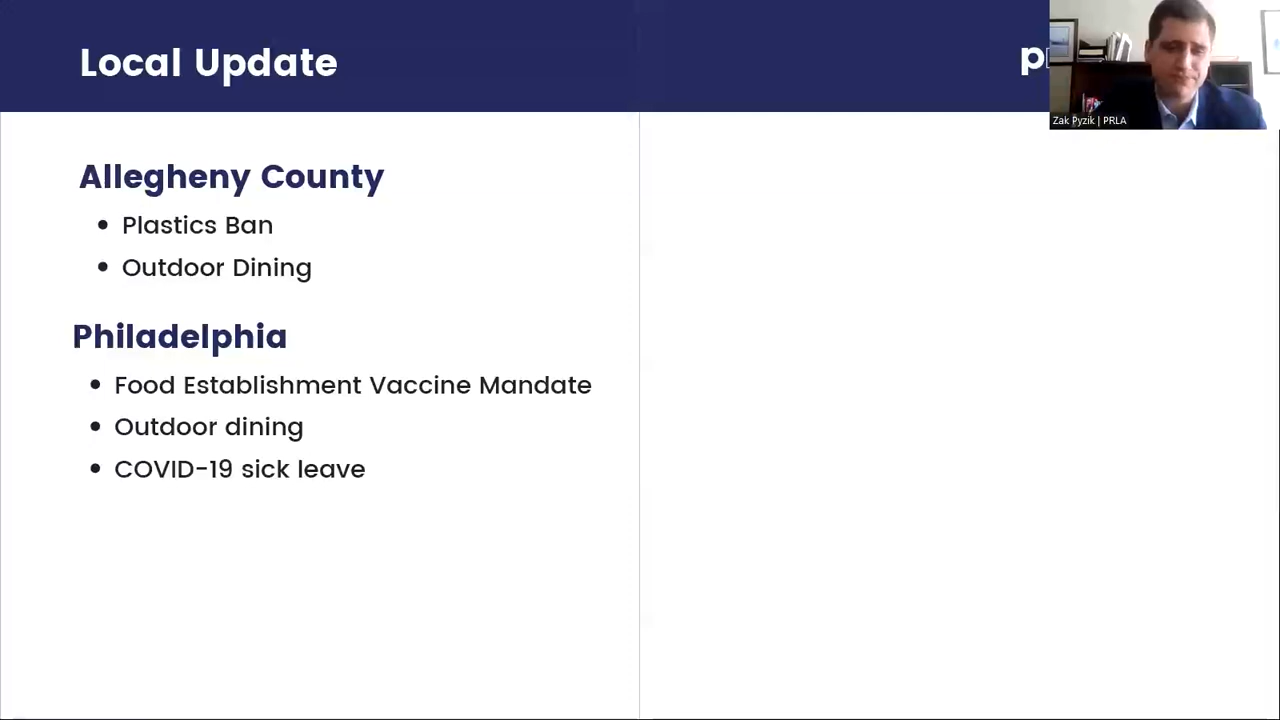 Local Update
Zak Pyzik | PRLA
Allegheny County
• Plastics Ban
• Outdoor Dining
Philadelphia
• Food Establishment Vaccine Mandate
• Outdoor dining
• COVID-19 sick leave